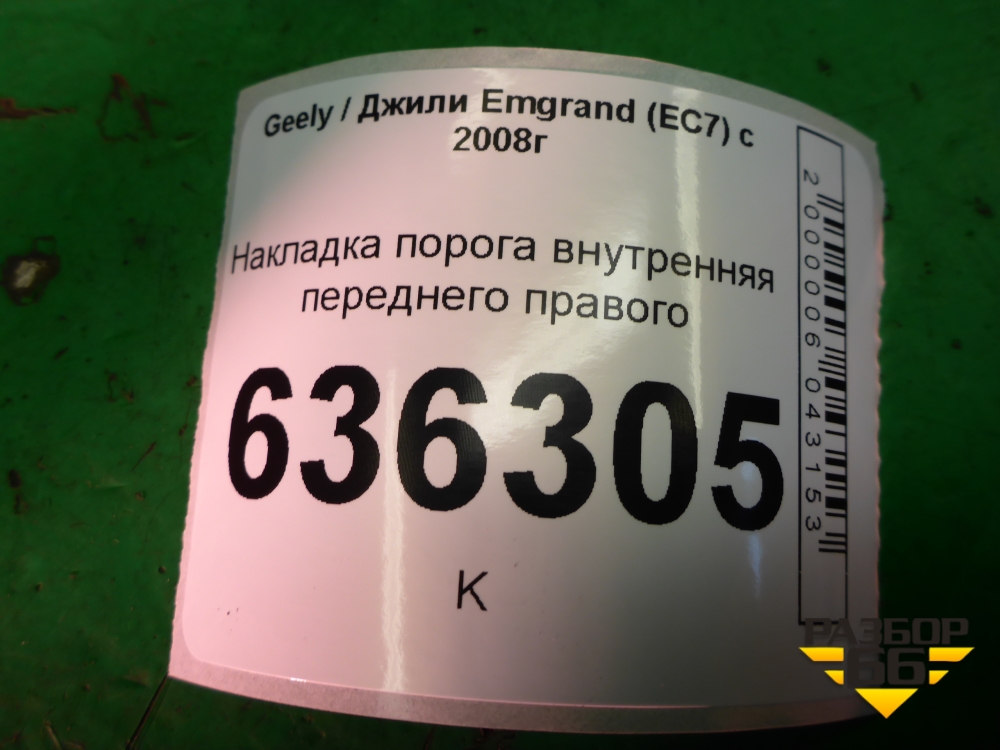 Geely / Джили Emgrand (EC7) с
2008г
Накладка порога внутренняя
переднего правого
636305
К
2000006043153
РАЗБОР
66